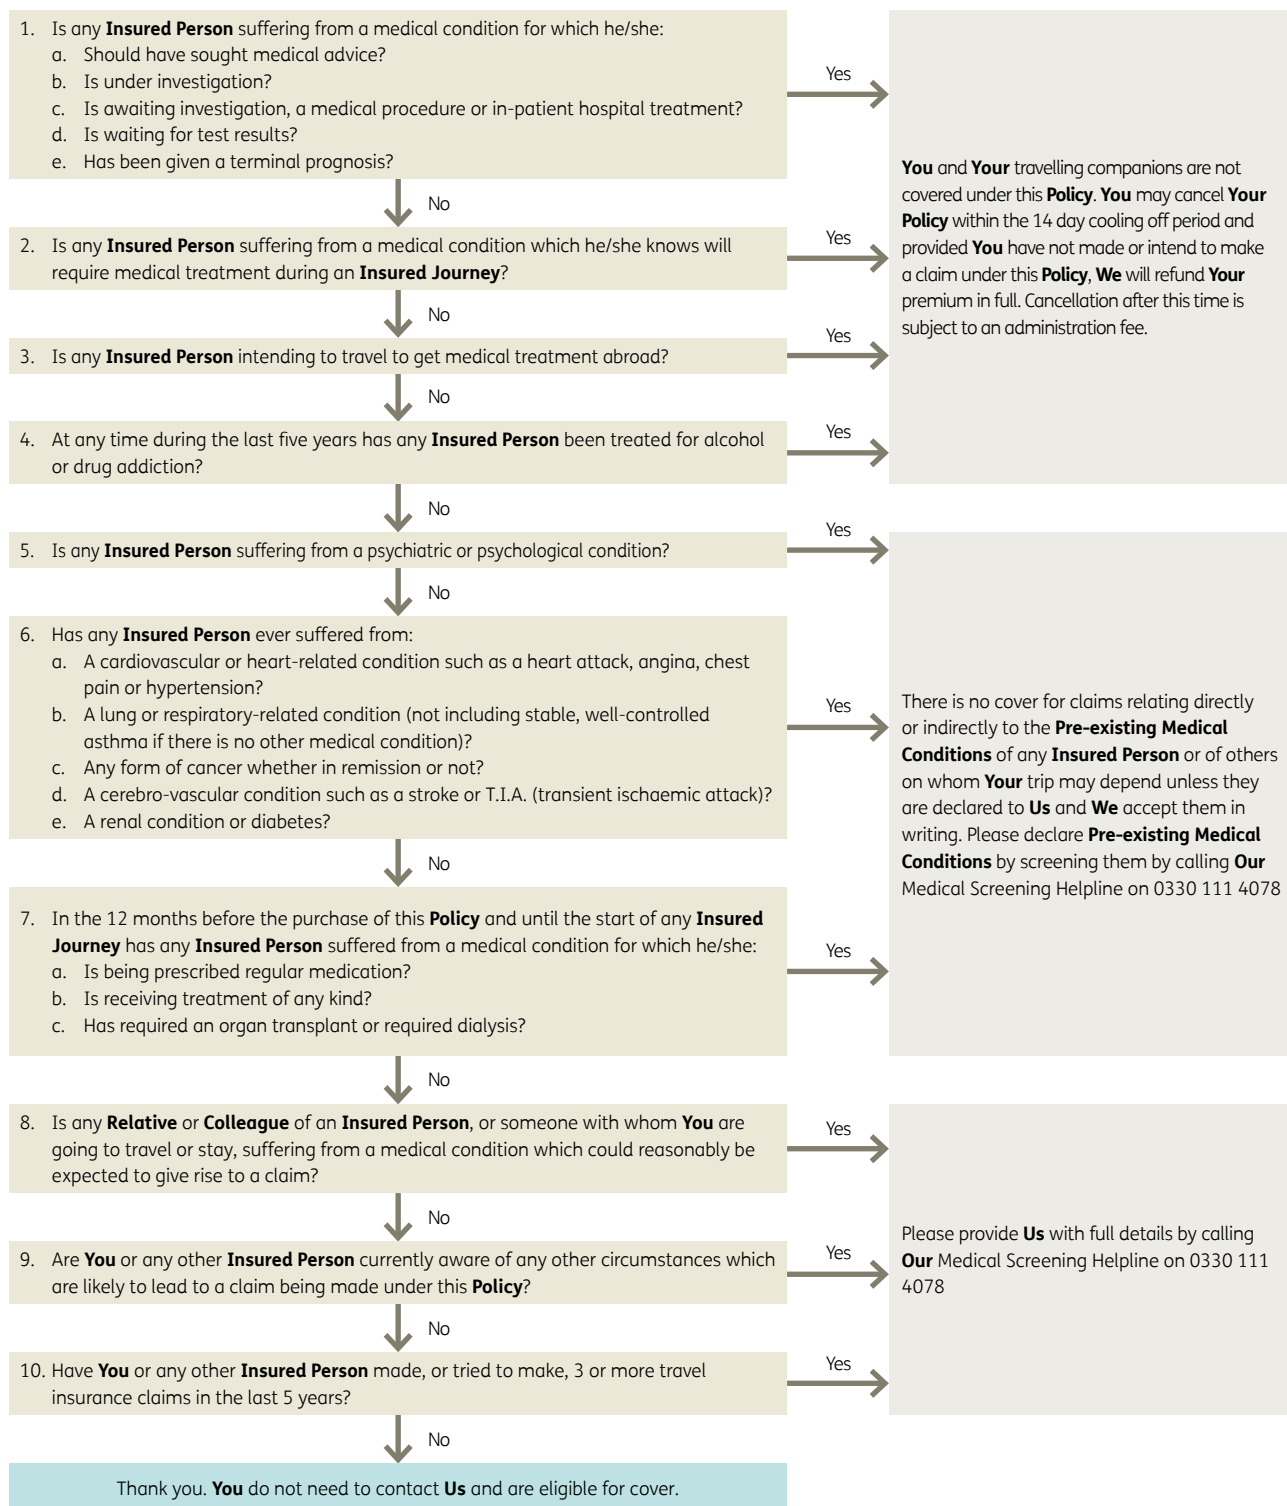 1. Is any Insured Person suffering from a medical condition for which he/she:
a. Should have sought medical advice?
b. Is under investigation?
c. Is awaiting investigation, a medical procedure or in-patient hospital treatment?
d. Is waiting for test results?
e. Has been given a terminal prognosis?
Yes
No
2. Is any Insured Person suffering from a medical condition which he/she knows will
require medical treatment during an Insured Journey?
Yes
No
3. Is any Insured Person intending to travel to get medical treatment abroad?
Yes
No
4. At any time during the last five years has any Insured Person been treated for alcohol
or drug addiction?
Yes
No
You and Your travelling companions are not
covered under this Policy. You may cancel Your
Policy within the 14 day cooling off period and
provided You have not made or intend to make
a claim under this Policy, We will refund Your
premium in full. Cancellation after this time is
subject to an administration fee.
5. Is any Insured Person suffering from a psychiatric or psychological condition?
Yes
No
6. Has any Insured Person ever suffered from:
a. A cardiovascular or heart-related condition such as a heart attack, angina, chest
pain or hypertension?
b. A lung or respiratory-related condition (not including stable, well-controlled
asthma if there is no other medical condition)?
c. Any form of cancer whether in remission or not?
d. A cerebro-vascular condition such as a stroke or T.I.A. (transient ischaemic attack)?
e. A renal condition or diabetes?
Yes
No
7. In the 12 months before the purchase of this Policy and until the start of any Insured
Journey has any Insured Person suffered from a medical condition for which he/she:
a. Is being prescribed regular medication?
b. Is receiving treatment of any kind?
c. Has required an organ transplant or required dialysis?
Yes
No
There is no cover for claims relating directly
or indirectly to the Pre-existing Medical
Conditions of any Insured Person or of others
on whom Your trip may depend unless they
are declared to Us and We accept them in
writing. Please declare Pre-existing Medical
Conditions by screening them by calling Our
Medical Screening Helpline on 0330 111 4078
8. Is any Relative or Colleague of an Insured Person, or someone with whom You are
going to travel or stay, suffering from a medical condition which could reasonably be
expected to give rise to a claim?
Yes
No
9. Are You or any other Insured Person currently aware of any other circumstances which
are likely to lead to a claim being made under this Policy?
Yes
No
10. Have You or any other Insured Person made, or tried to make, 3 or more travel
insurance claims in the last 5 years?
Yes
No
Please provide Us with full details by calling
Our Medical Screening Helpline on 0330 111
4078
Thank you. You do not need to contact Us and are eligible for cover.